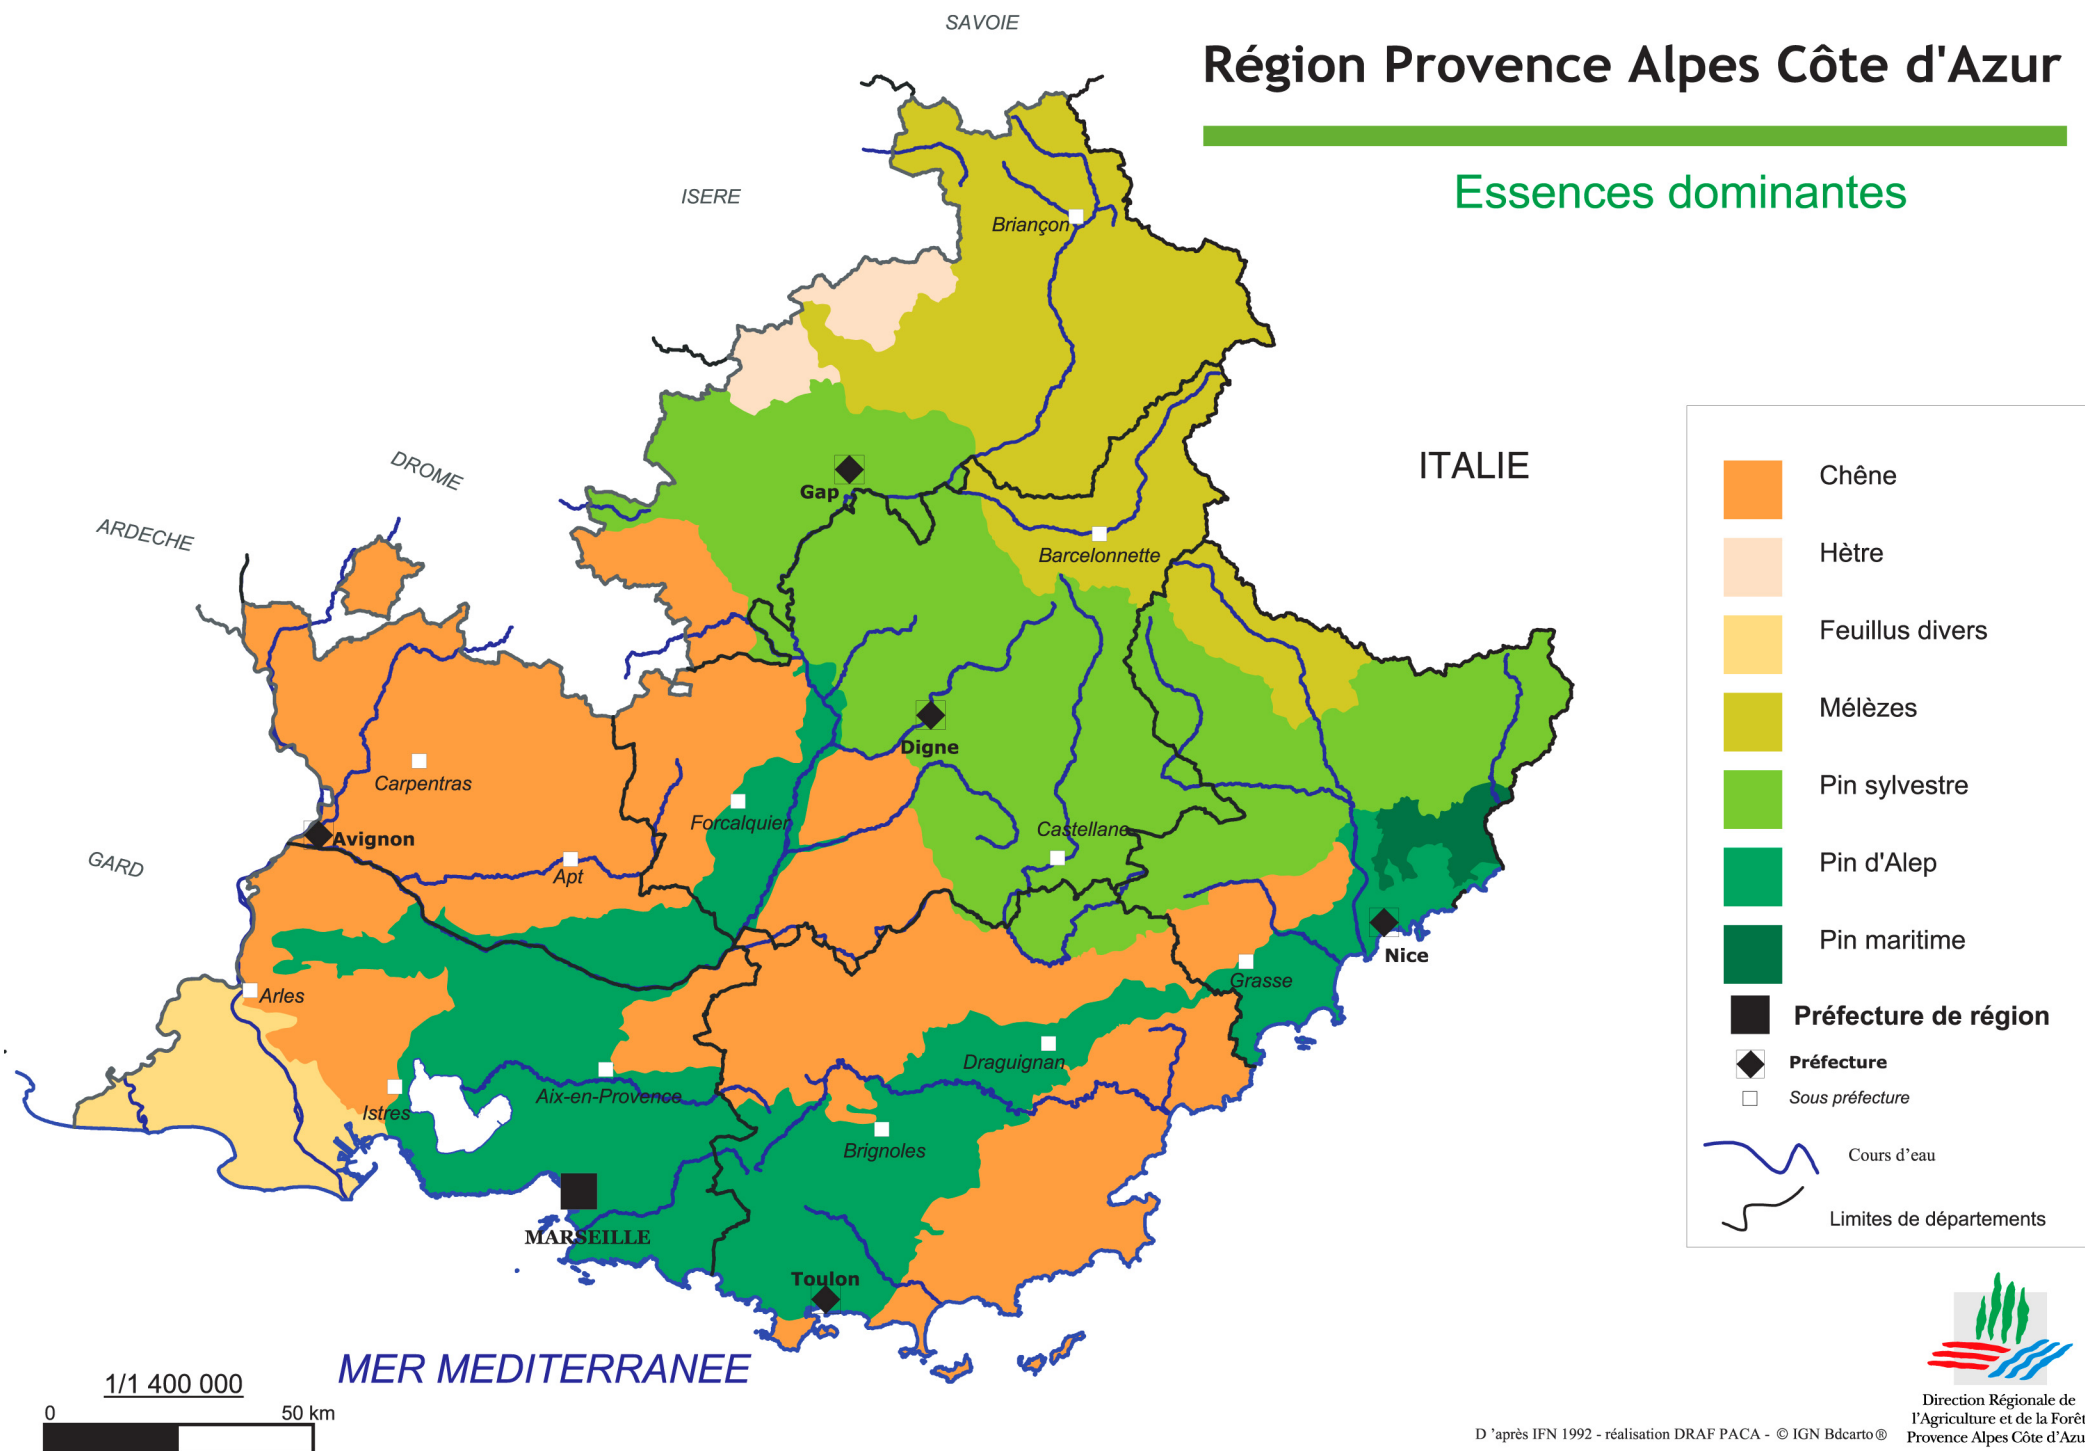 SAVOIE
Région Provence Alpes Côte d'Azur
Essences dominantes
ISERE
Briançon
DROME
ITALIE
Gap
ARDECHE
Barcelonnette
Digne
Carpentras
Forcalquier
Castellane
Avignon
GARD
Apt
Nice
Grasse
Arles
Draguignan
Istres
Aix-en-Provence
Brignoles
MARSEILLE
Toulon
MER MEDITERRANEE
1/1 400 000
0 50 km
Chêne
Hètre
Feuillus divers
Mélèzes
Pin sylvestre
Pin d'Alep
Pin maritime
Préfecture de région
Préfecture
Sous préfecture
Cours d'eau
Limites de départements
Direction Régionale de
l'Agriculture et de la Forêt
Provence Alpes Côte d'Azu
D 'après IFN 1992 - réalisation DRAF PACA - © IGN Bdcarto®